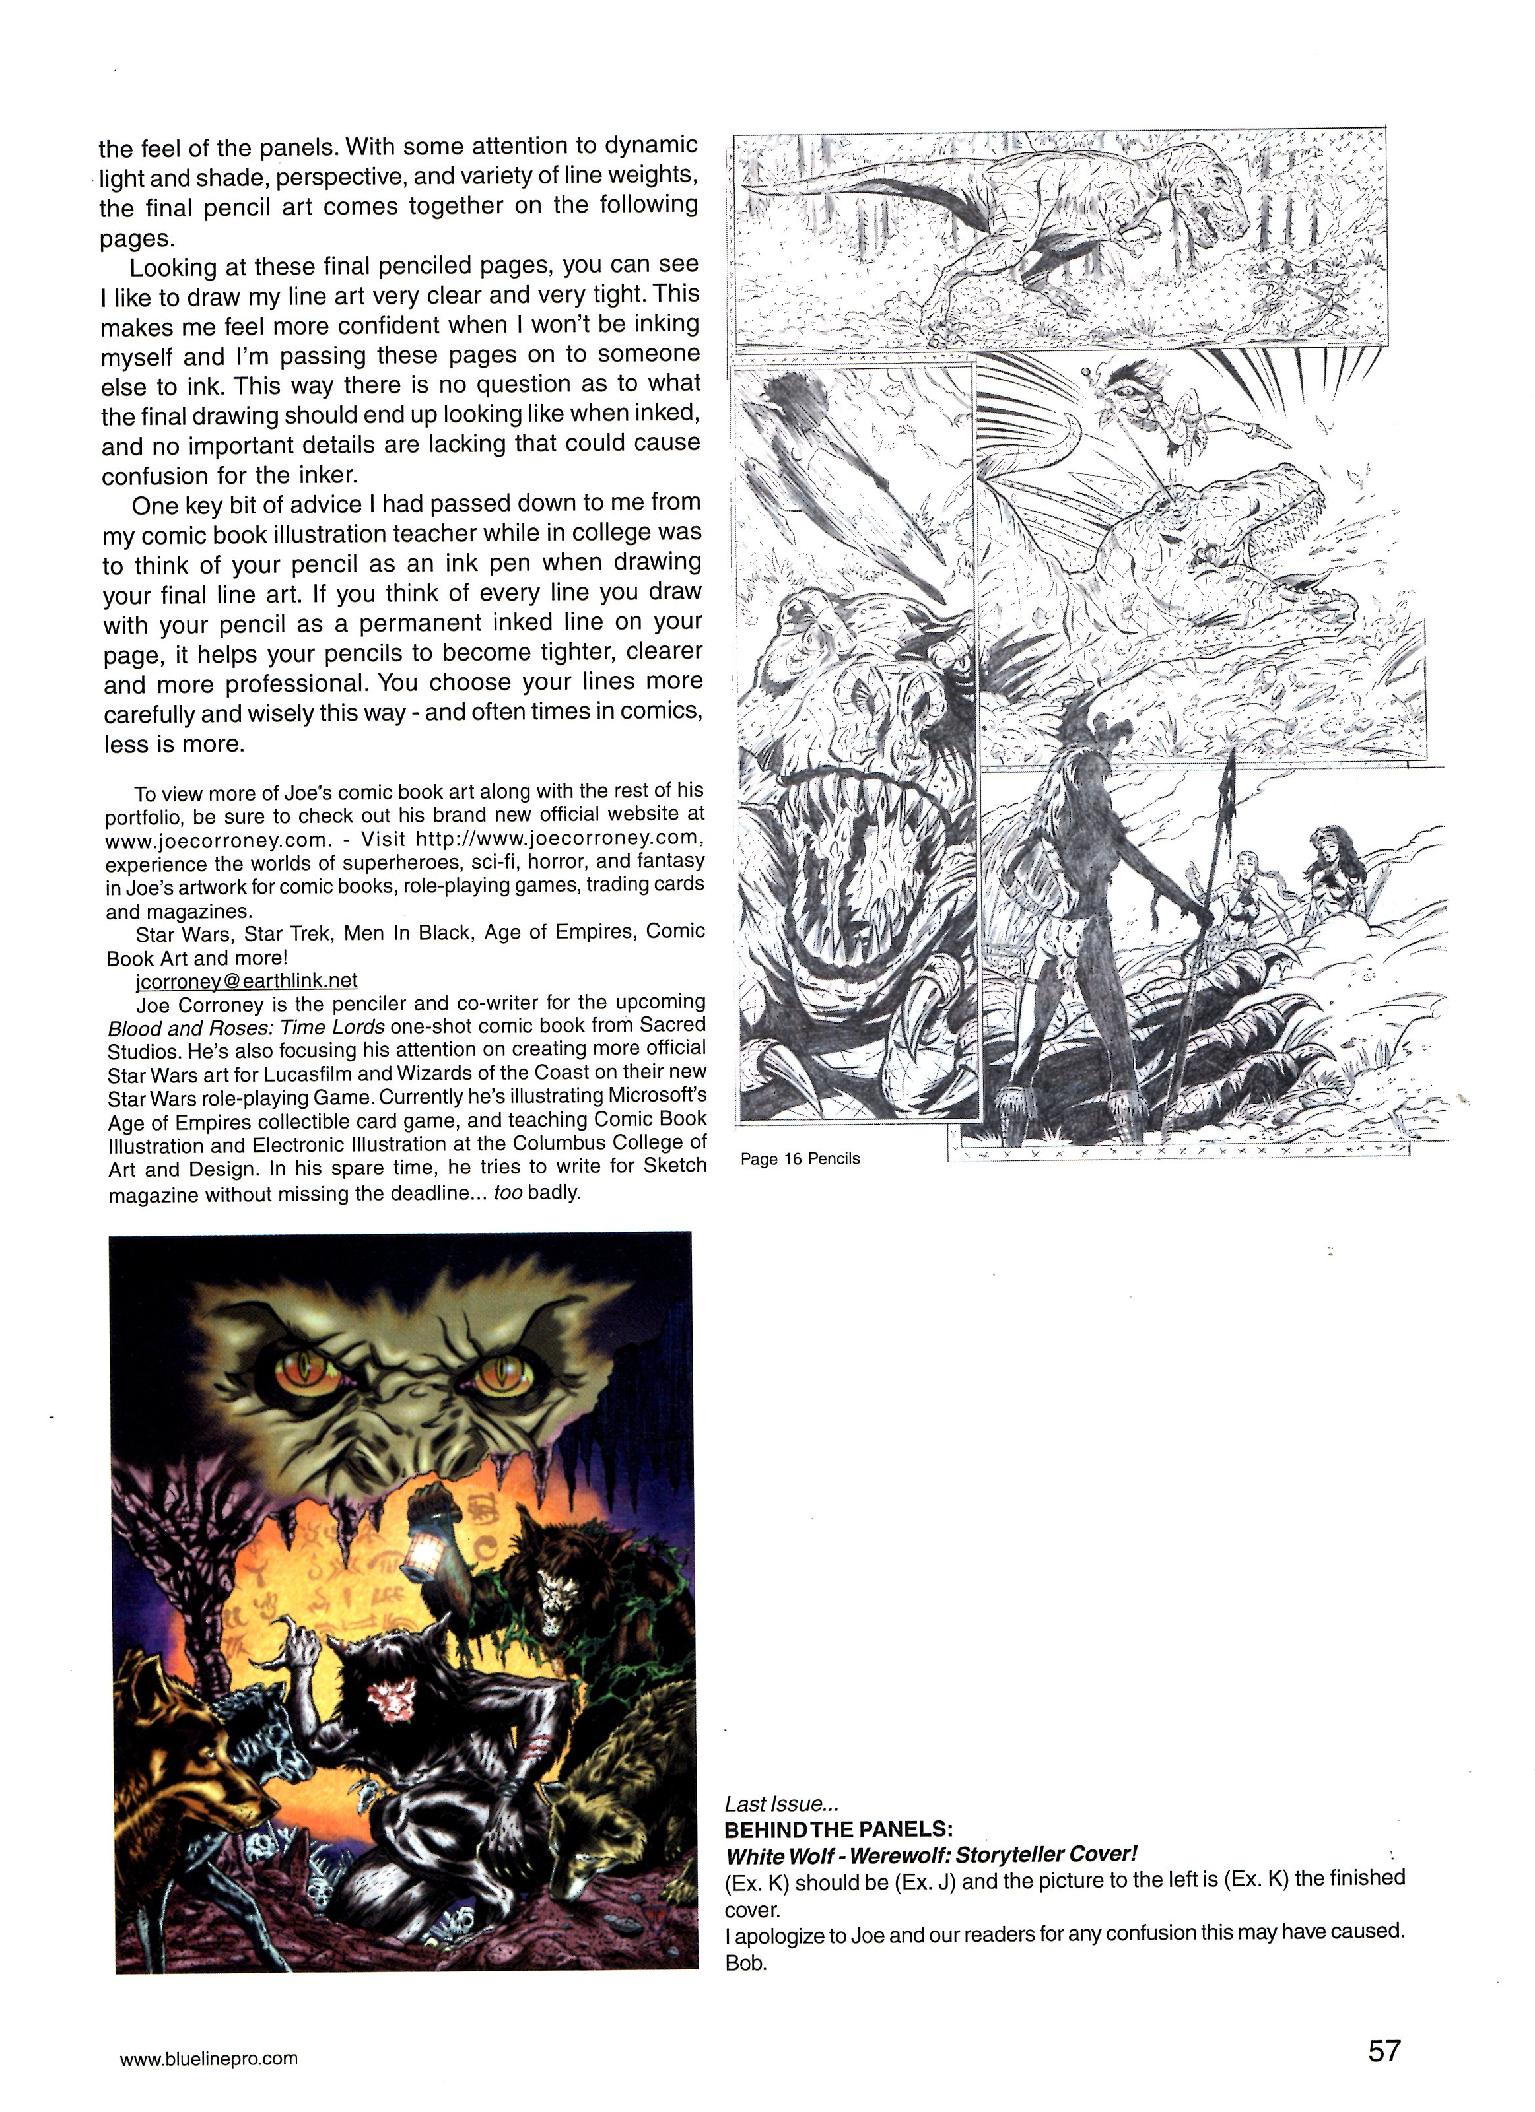 the feel of the panels. With some attention to dynamic
light and shade, perspective, and variety of line weights,
the final pencil art comes together on the following
pages.
Looking at these final penciled pages, you can see
I like to draw my line art very clear and very tight. This
makes me feel more confident when I won't be inking
myself and I'm passing these pages on to someone
else to ink. This way there is no question as to what
the final drawing should end up looking like when inked,
and no important details are lacking that could cause
confusion for the inker.
One key bit of advice I had passed down to me from
my comic book illustration teacher while in college was
to think of your pencil as an ink pen when drawing
your final line art. If you think of every line you draw
with your pencil as a permanent inked line on your
page, it helps your pencils to become tighter, clearer
and more professional. You choose your lines more
carefully and wisely this way - and often times in comics,
less is more.
To view more of Joe's comic book art along with the rest of his
portfolio, be sure to check out his brand new official website at
www.joecorroney.com. - Visit http://www.joecorroney.com,
experience the worlds of superheroes, sci-fi, horror, and fantasy
in Joe's artwork for comic books, role-playing games, trading cards
and magazines.
Star Wars, Star Trek, Men In Black, Age of Empires, Comic
Book Art and more!
jcorroney@earthlink.net
Joe Corroney is the penciler and co-writer for the upcoming
Blood and Roses: Time Lords one-shot comic book from Sacred
Studios. He's also focusing his attention on creating more official
Star Wars art for Lucasfilm and Wizards of the Coast on their new
Star Wars role-playing Game. Currently he's illustrating Microsoft's
Age of Empires collectible card game, and teaching Comic Book
Illustration and Electronic Illustration at the Columbus College of
Art and Design. In his spare time, he tries to write for Sketch
magazine without missing the deadline... too badly.
Page 16 Pencils
Last Issue...
BEHIND THE PANELS:
White Wolf - Werewolf: Storyteller Cover!
(Ex. K) should be (Ex. J) and the picture to the left is (Ex. K) the finished
cover.
I apologize to Joe and our readers for any confusion this may have caused.
Bob.
www.bluelinepro.com
57